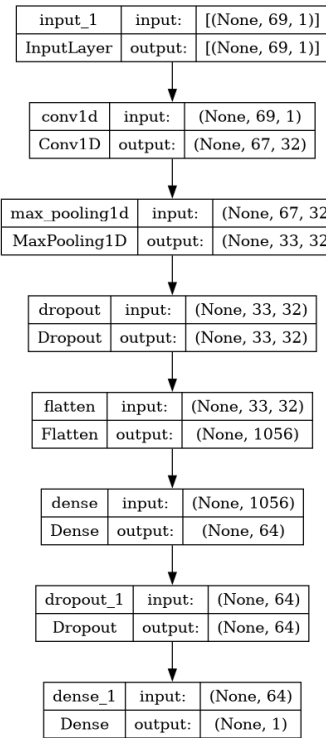 input_1 input: [(None, 69, 1)]
InputLayer output: [(None, 69, 1)]
conv1d input: (None, 69, 1)
Conv1D output: (None, 67, 32)
max_pooling1d input: (None, 67, 32
MaxPooling1D output: (None, 33, 32
dropout input: (None, 33, 32)
Dropout output: (None, 33, 32)
flatten input: (None, 33, 32)
Flatten output: (None, 1056)
dense input: (None, 1056)
Dense output: (None, 64)
dropout_1 input: (None, 64)
Dropout output: (None, 64)
dense_1 input: (None, 64)
Dense output: (None, 1)